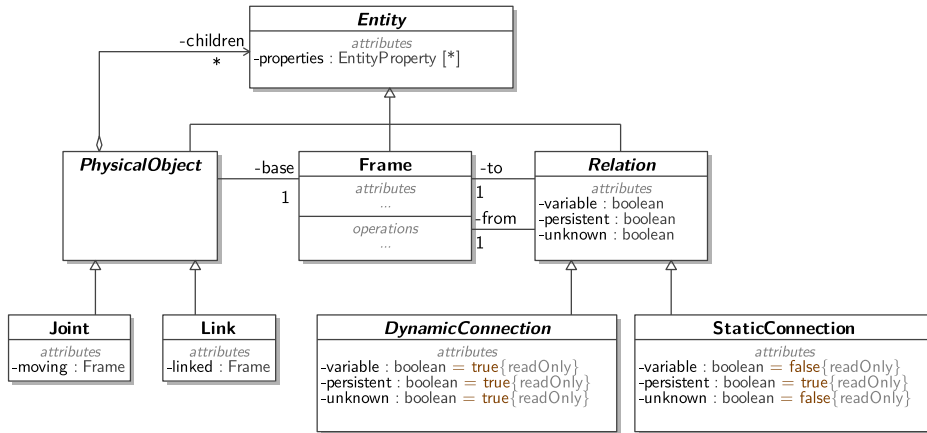 Entity
attributes
-properties : EntityProperty [*]
-children
*
PhysicalObject
-base
1
Frame
attributes
...
operations
...
-to
1
-from
1
Relation
attributes
-variable : boolean
-persistent : boolean
-unknown : boolean
Joint
attributes
-moving : Frame
Link
attributes
-linked : Frame
DynamicConnection
attributes
-variable : boolean = true{readOnly}
-persistent : boolean = true{readOnly}
-unknown : boolean = true{readOnly}
StaticConnection
attributes
-variable : boolean = false{readOnly}
-persistent : boolean = true{readOnly}
-unknown : boolean = false{readOnly}